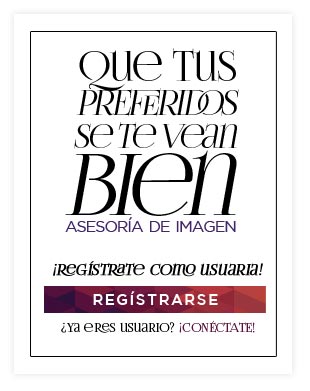 Que tus
preferidos
se te vean
bien
ASESORÍA DE IMAGEN
¡Regístrate como usuaria!
REGÍSTRARSE
¿Ya eres usuario? ¡CONÉCTATE!